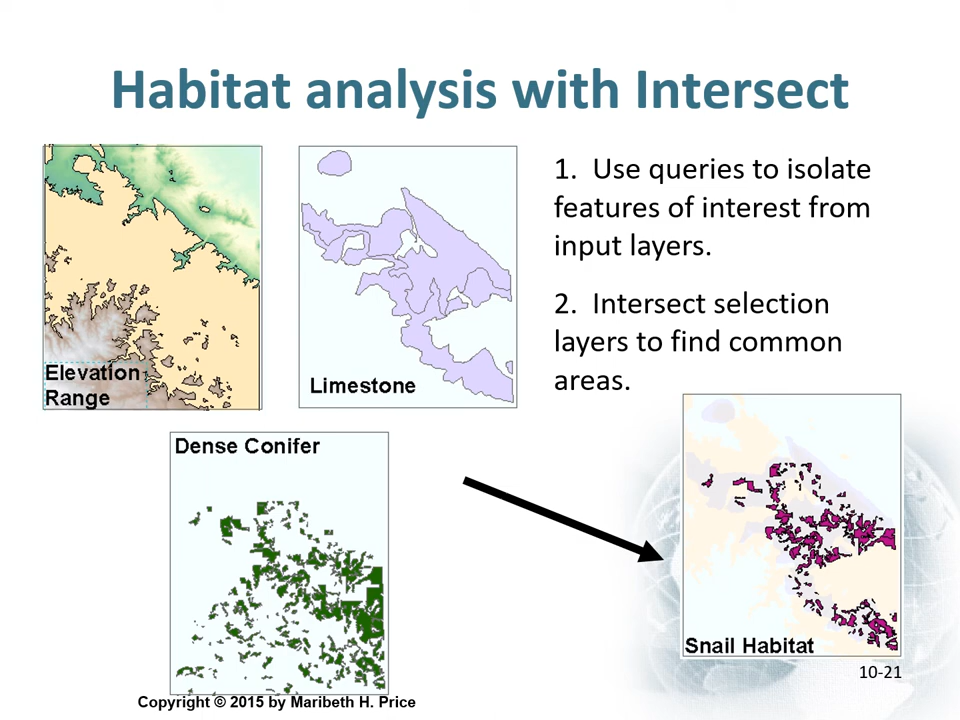 Habitat analysis with Intersect
Elevation
Range
Limestone
1. Use queries to isolate
features of interest from
input layers.
2. Intersect selection
layers to find common
areas.
Dense Conifer
Snail Habitat
10-21
Copyright © 2015 by Maribeth H. Price